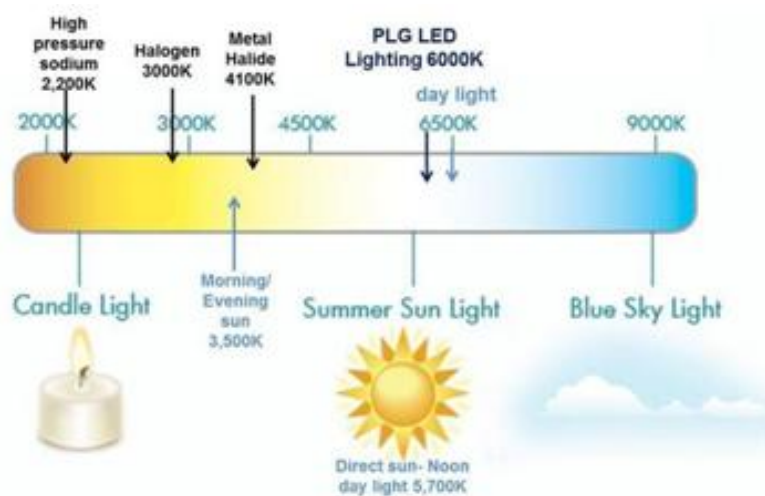 High
pressure
sodium
2,200K
Halogen
3000K
Metal
Halide
4100K
PLG LED
Lighting 6000K
day light
2000K
3000K
4500K
6500K
9000K
Candle Light
Morning/
Evening
sun
3,500K
Summer Sun Light
Blue Sky Light
Direct sun- Noon
day light 5,700K